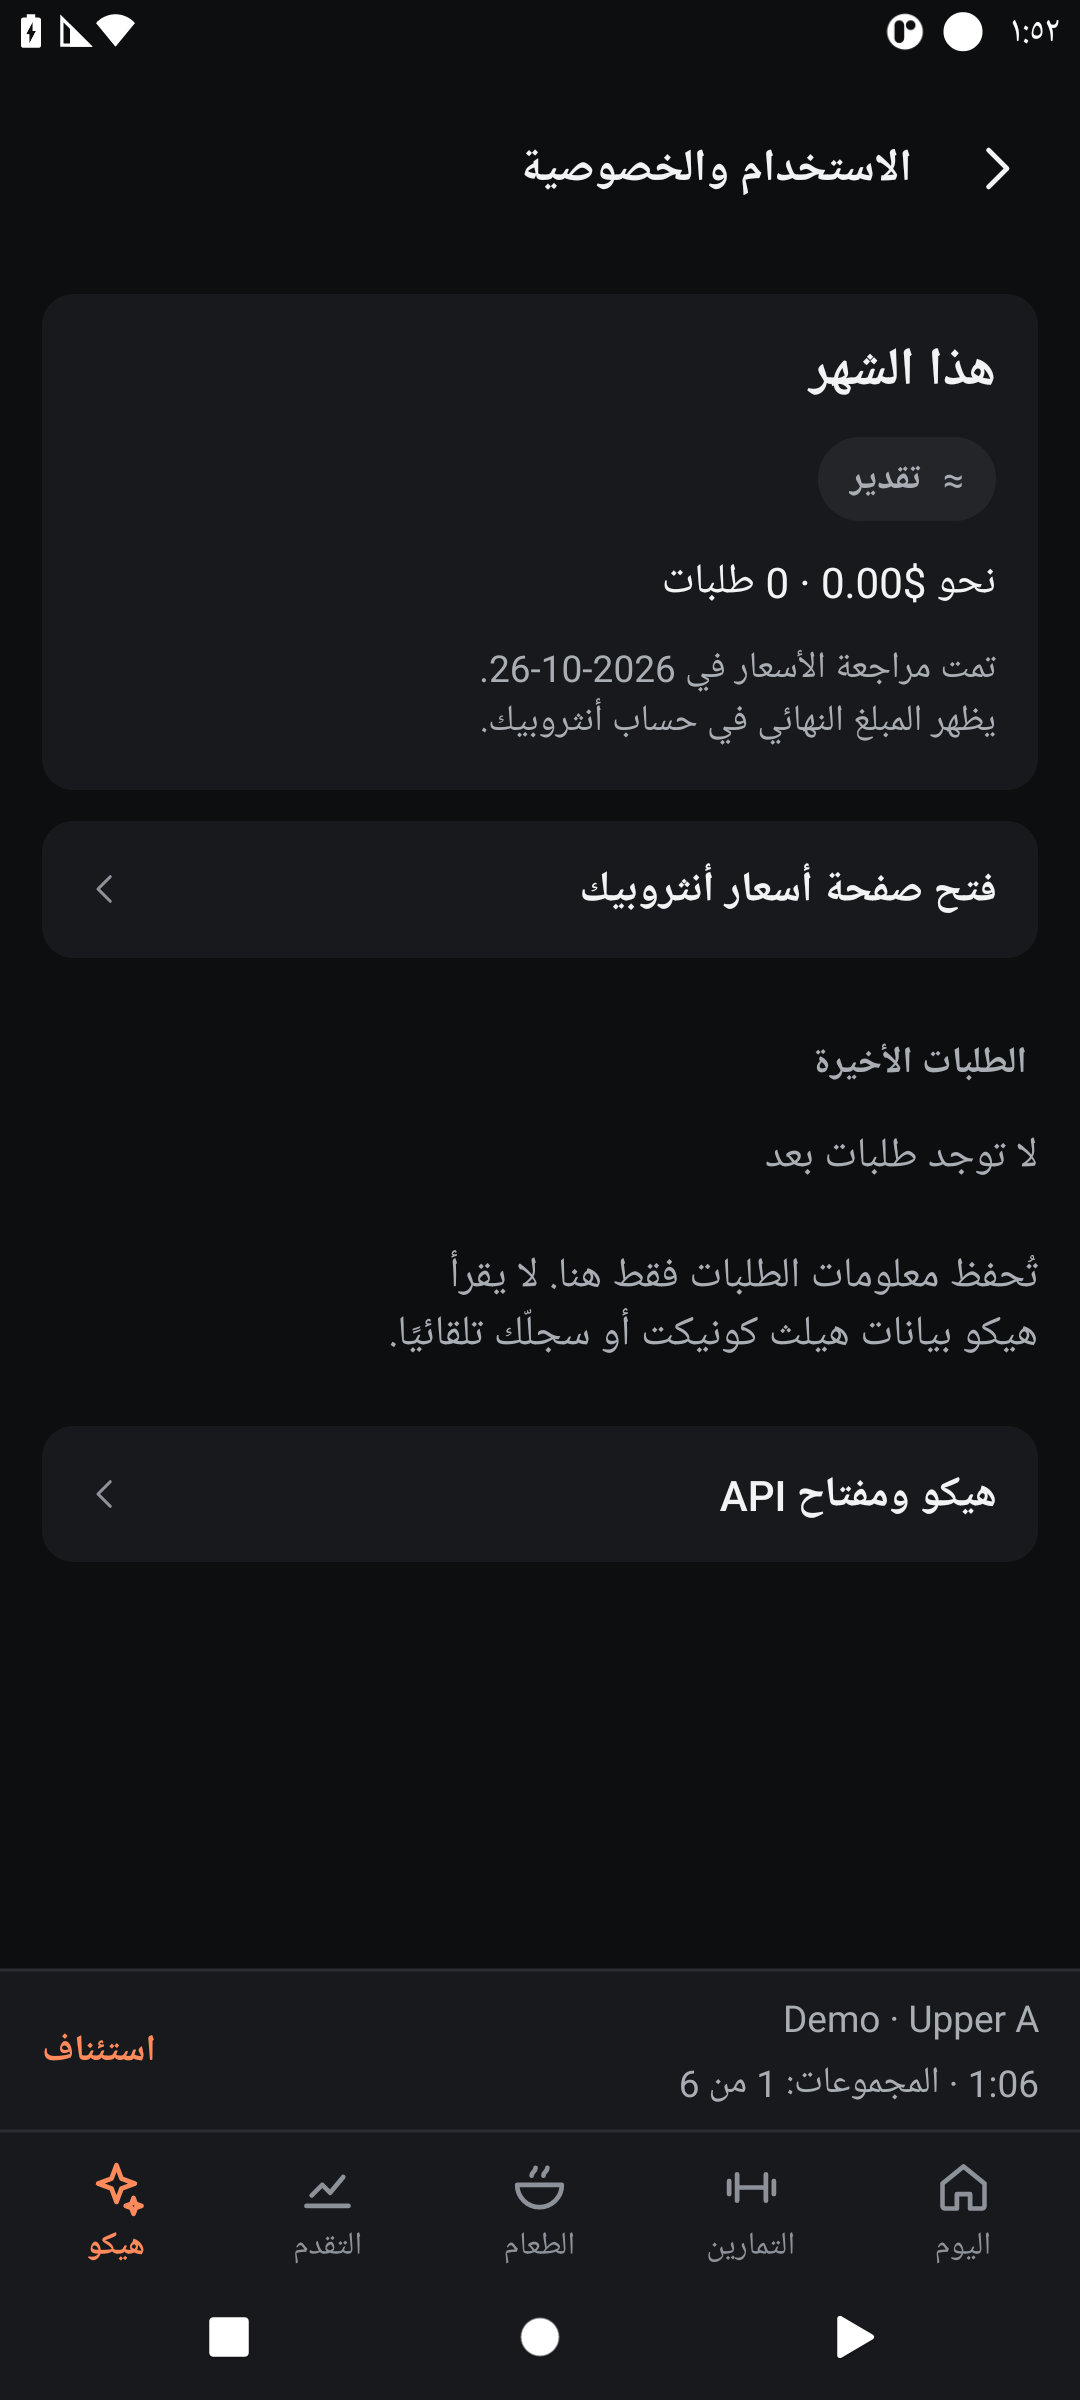 ١:٥٢
الاستخدام والخصوصية
هذا الشهر
≈ تقدير
نحو $0.00 · 0 طلبات
تمت مراجعة الأسعار في 2026-10-26.
يظهر المبلغ النهائي في حساب أنثروبيك.
فتح صفحة أسعار أنثروبيك
الطلبات الأخيرة
لا توجد طلبات بعد
تُحفظ معلومات الطلبات فقط هنا. لا يقرأ
هيكو بيانات هيلث كونيكت أو سجلّك تلقائيًا.
هيكو ومفتاح API
Demo · Upper A
1:06 · المجموعات: 1 من 6
استئناف
اليوم
التمارين
الطعام
التقدم
هيكو